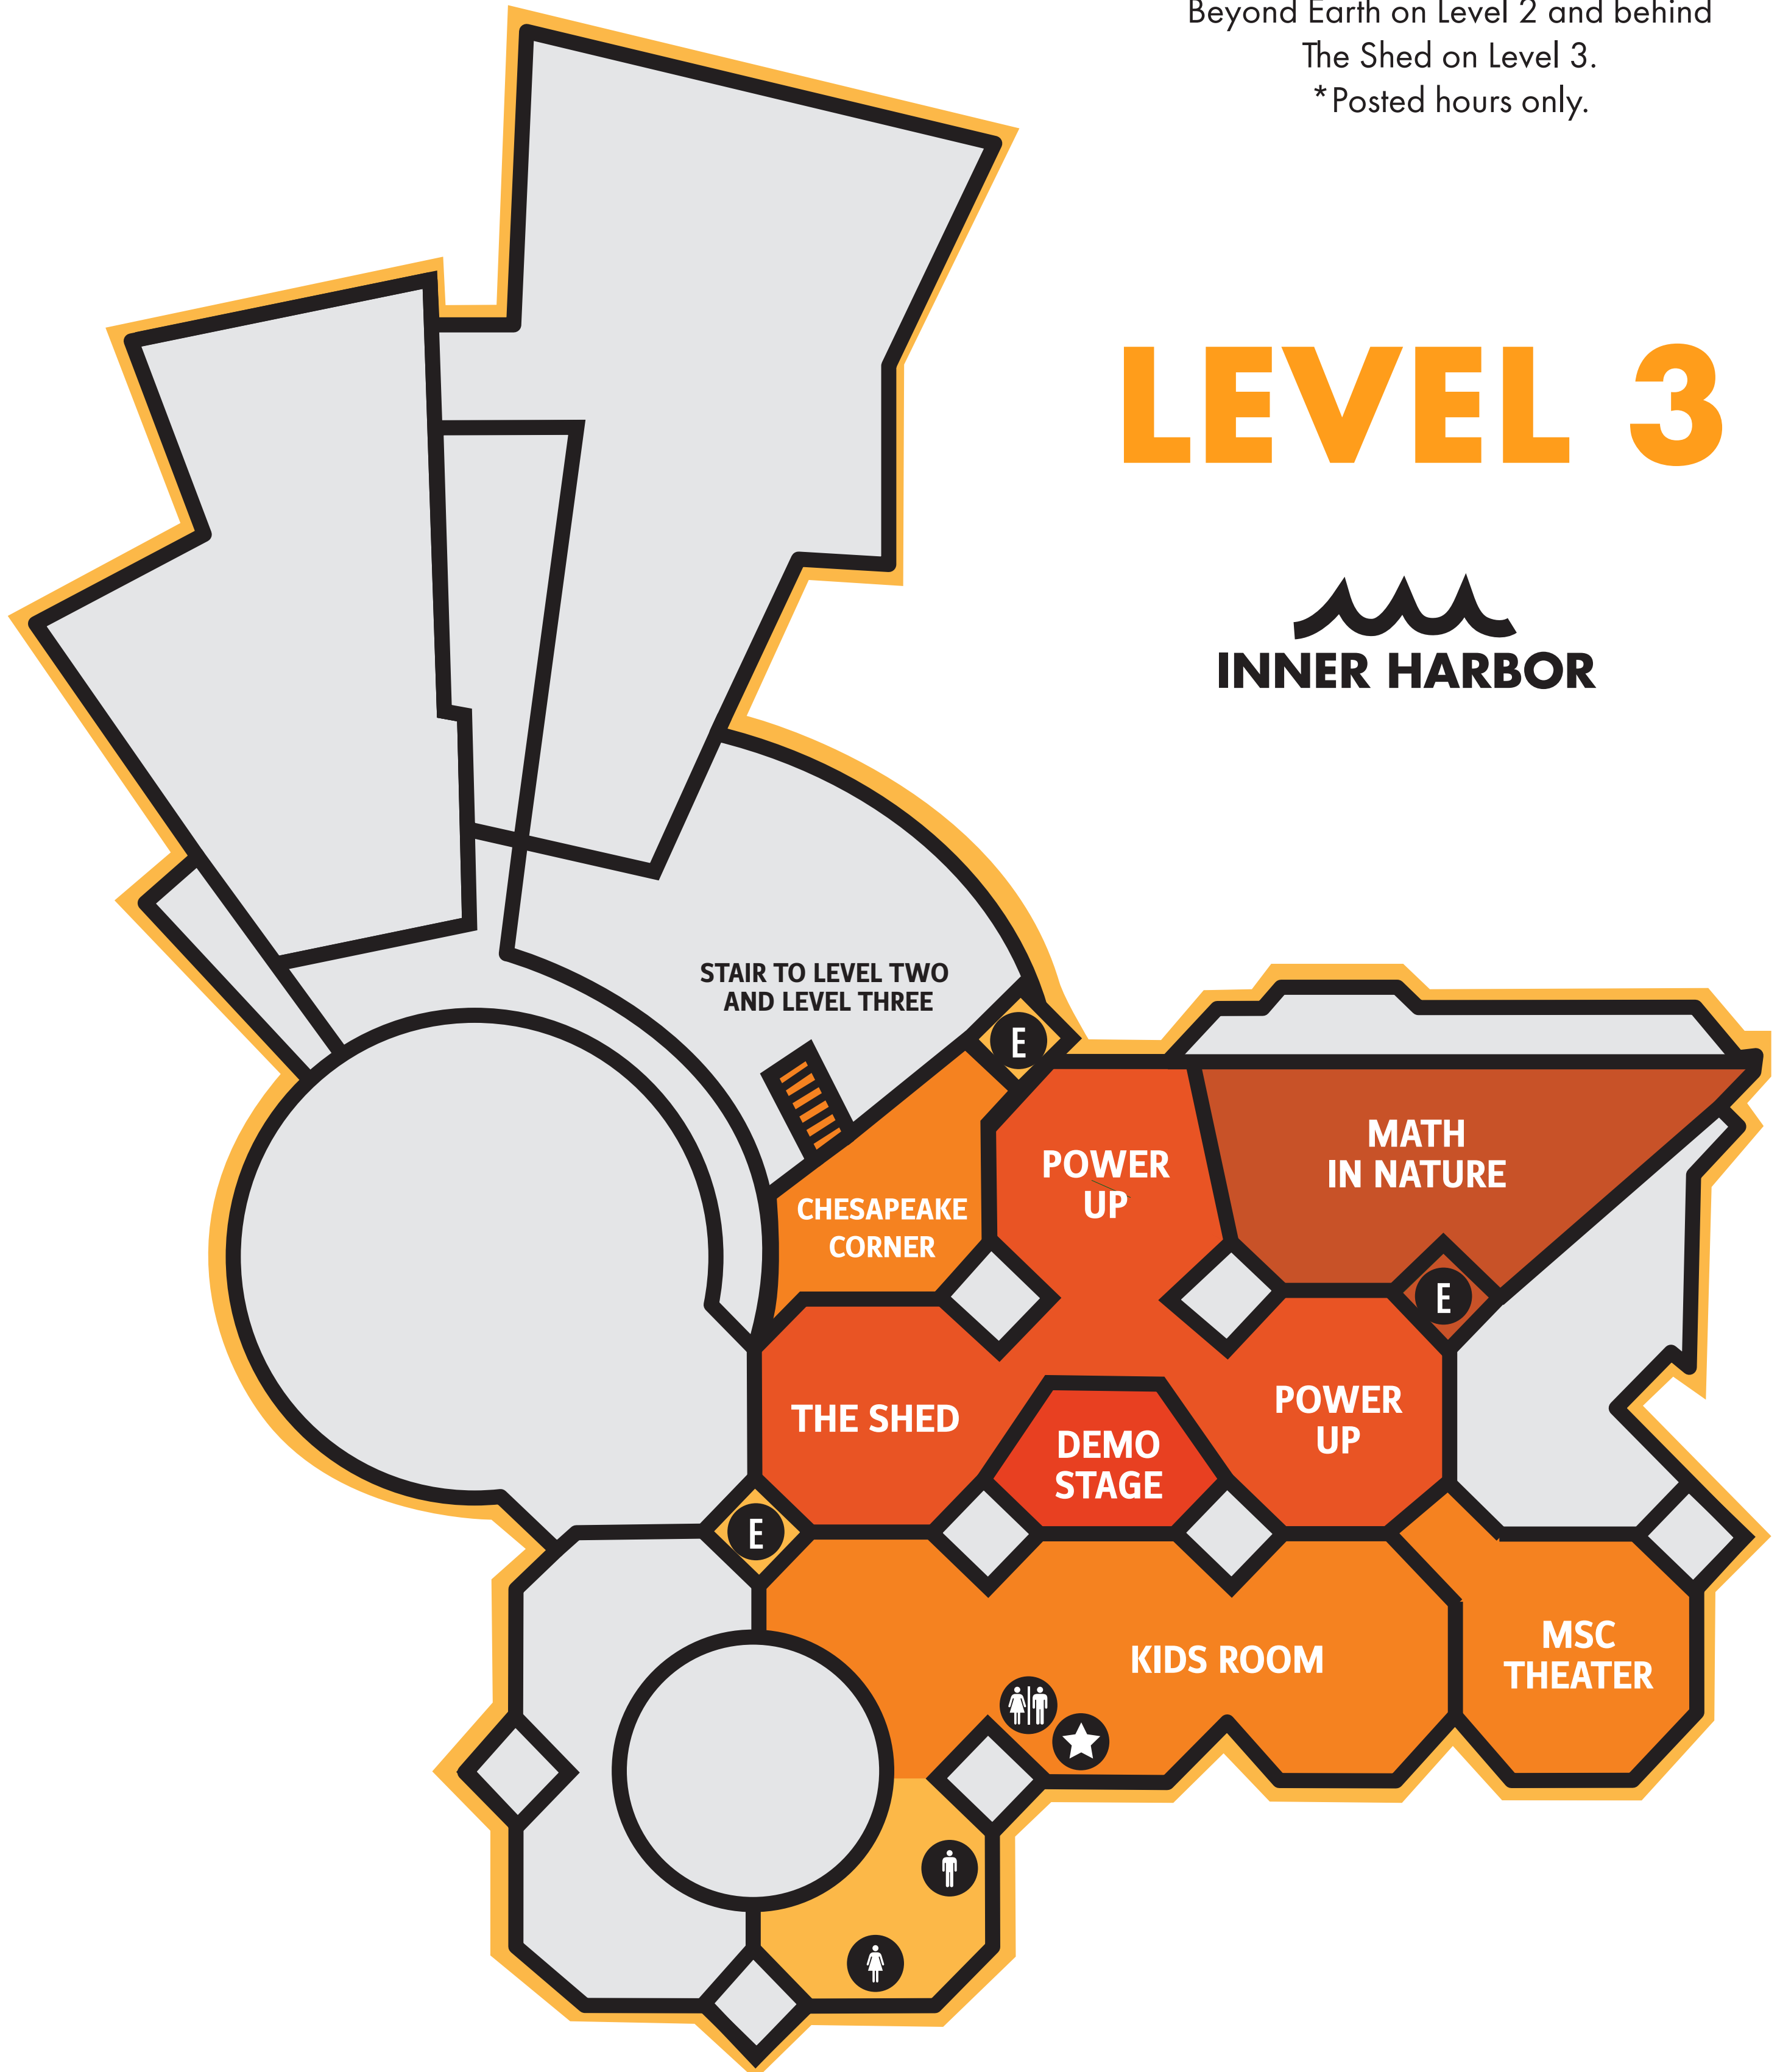 Beyond Earth on Level 2 and behind
The Shed on Level 3.
*Posted hours only.
LEVEL 3
INNER HARBOR
STAIR TO LEVEL TWO
AND LEVEL THREE
E
MATH
IN NATURE
POWER
UP
CHESAPEAKE
CORNER
E
THE SHED
DEMO
STAGE
POWER
UP
E
KIDS ROOM
MSC
THEATER